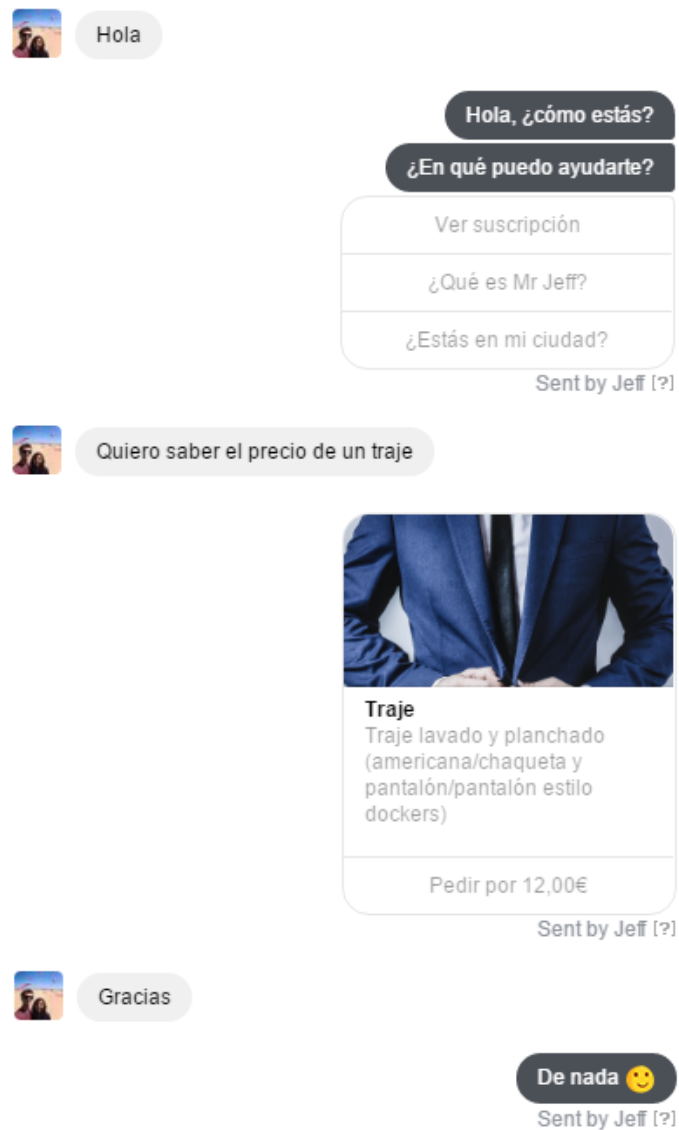 Hola
Hola, ¿cómo estás?
¿En qué puedo ayudarte?
Ver suscripción
¿Qué es Mr Jeff?
¿Estás en mi ciudad?
Sent by Jeff [?]
Quiero saber el precio de un traje
Traje
Traje lavado y planchado
(americana/chaqueta y
pantalón/pantalón estilo
dockers)
Pedir por 12,00€
Sent by Jeff [?]
Gracias
De nada 🙂
Sent by Jeff [?]